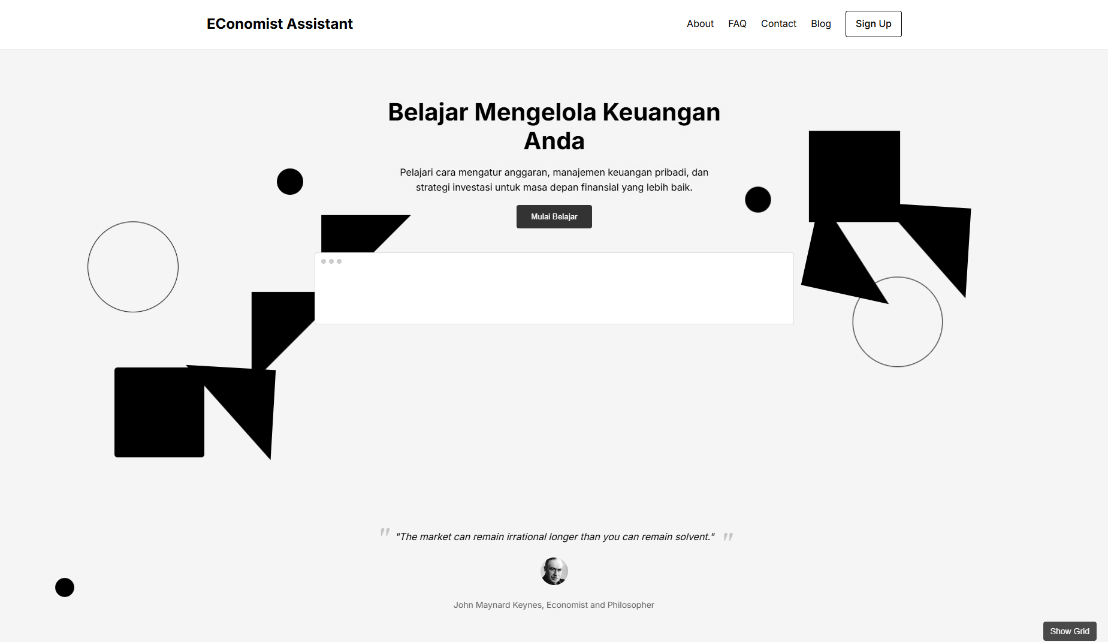 EConomist Assistant
About
FAQ
Contact
Blog
Sign Up
Belajar Mengelola Keuangan
Anda
Pelajari cara mengatur anggaran, manajemen keuangan pribadi, dan
strategi investasi untuk masa depan finansial yang lebih baik.
Mulai Belajar
" "The market can remain irrational longer than you can remain solvent." "
John Maynard Keynes, Economist and Philosopher
Show Grid